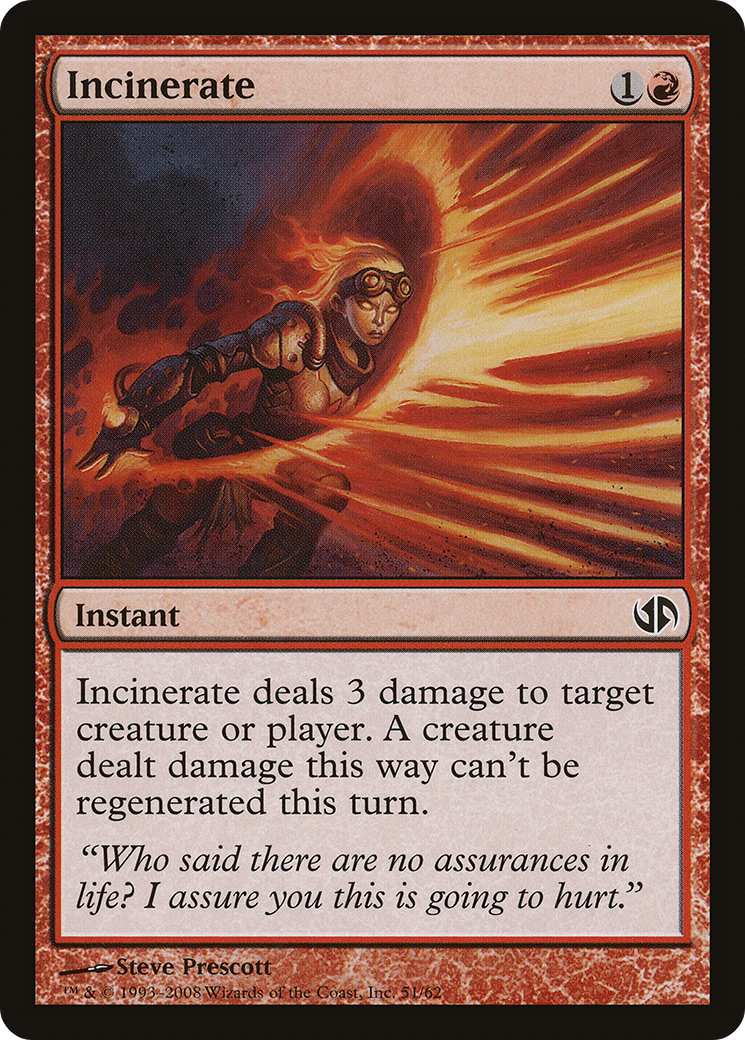 Incinerate 1
Instant
Incinerate deals 3 damage to target
creature or player. A creature
dealt damage this way can't be
regenerated this turn.
"Who said there are no assurances in
life? I assure you this is going to hurt."
Steve Prescott
™ & © 1993–2008 Wizards of the Coast, Inc. 51/62